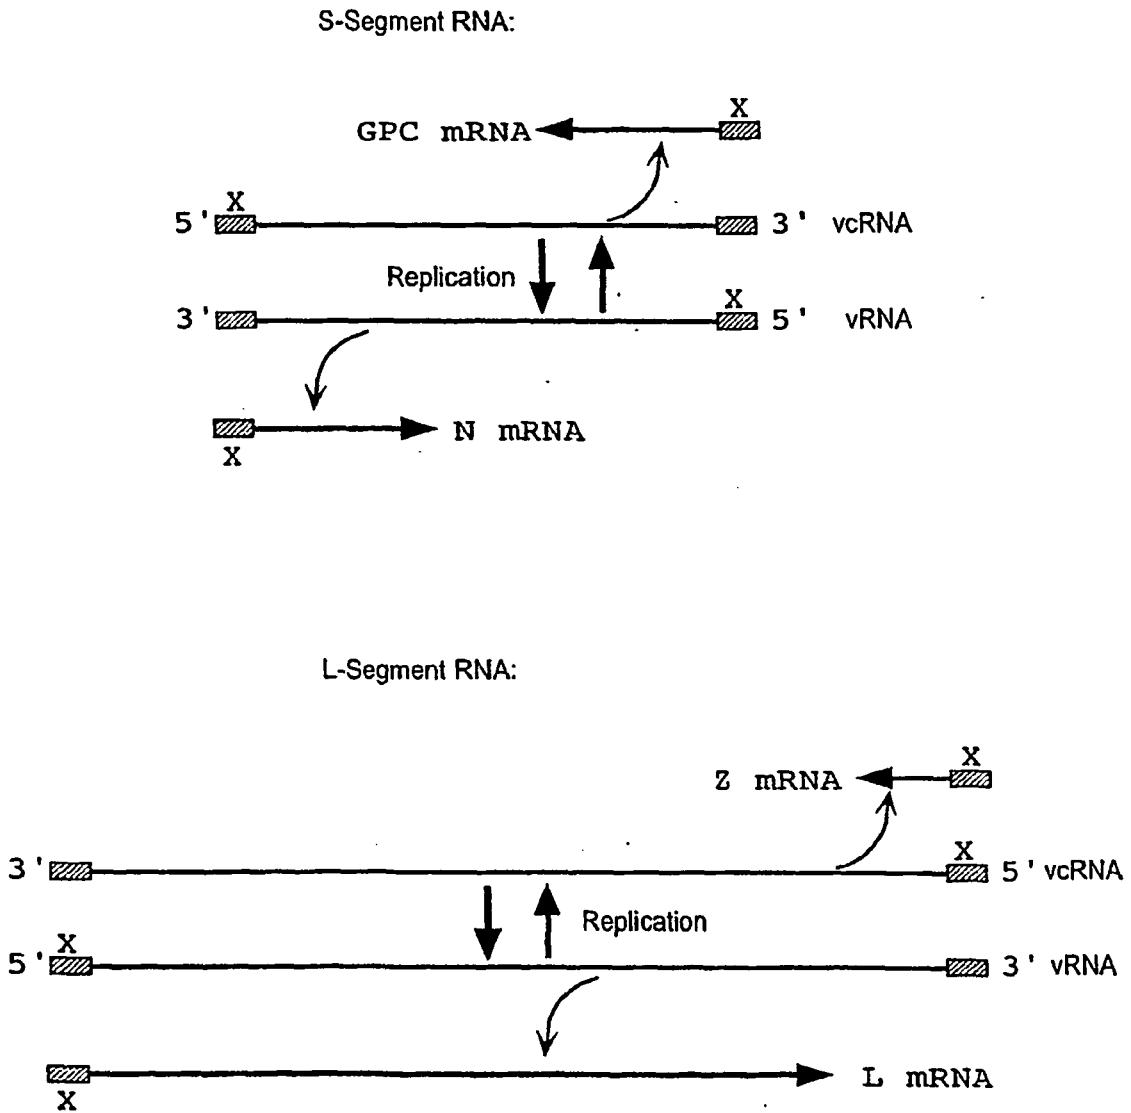 S-Segment RNA:
X
GPC mRNA
X
5' 3' vcRNA
Replication
X
3' 5' vRNA
N mRNA
X
L-Segment RNA:
X
Z mRNA
X
3' 5' vcRNA
Replication
X
5' 3' vRNA
L mRNA
X